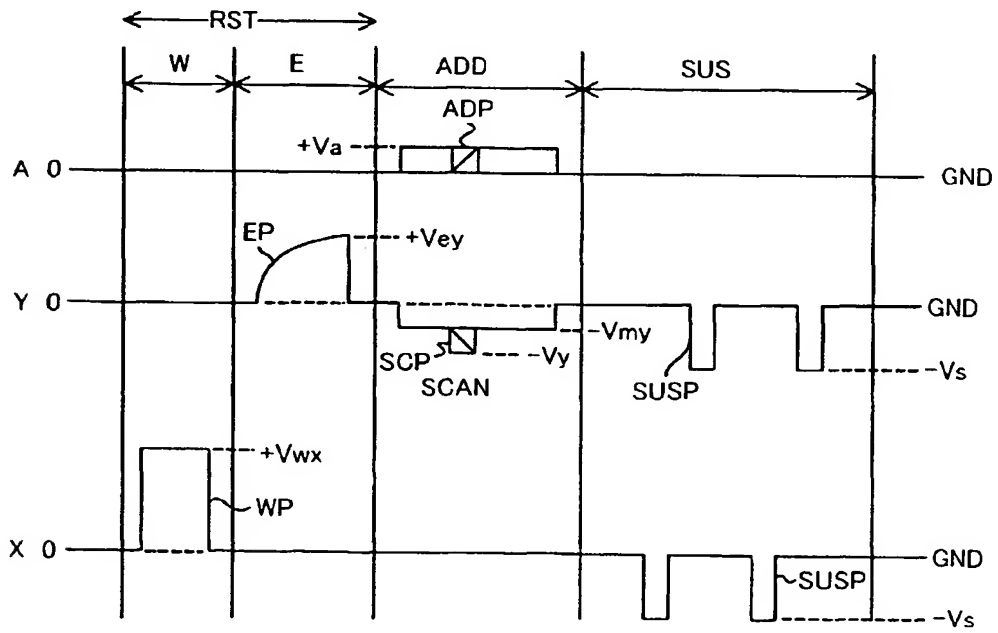 RST
W E ADD SUS
ADP
+Va
A 0 GND
EP +Vey
Y 0 GND
-Vmy
SCP -Vy
SCAN SUSP -Vs
+Vwx
WP
X 0 GND
SUSP
-Vs